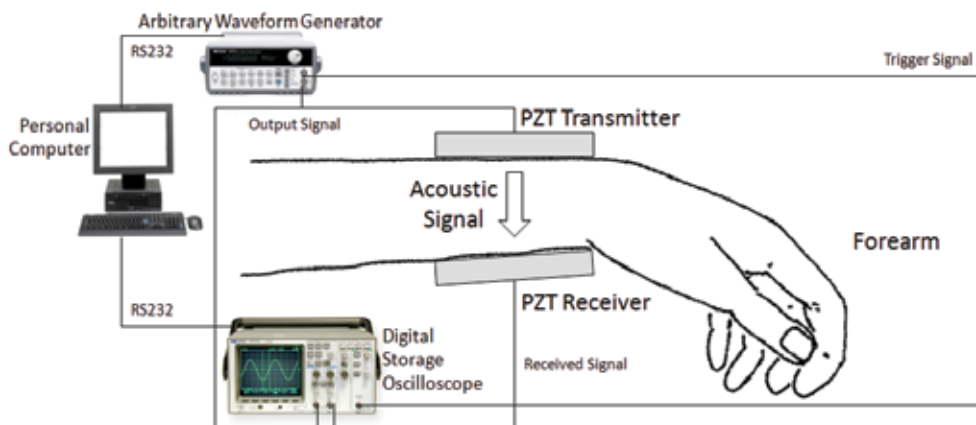 Arbitrary Waveform Generator
RS232
Trigger Signal
Output Signal
PZT Transmitter
Personal
Computer
Acoustic
Signal
Forearm
RS232
PZT Receiver
Digital
Storage
Oscilloscope
Received Signal